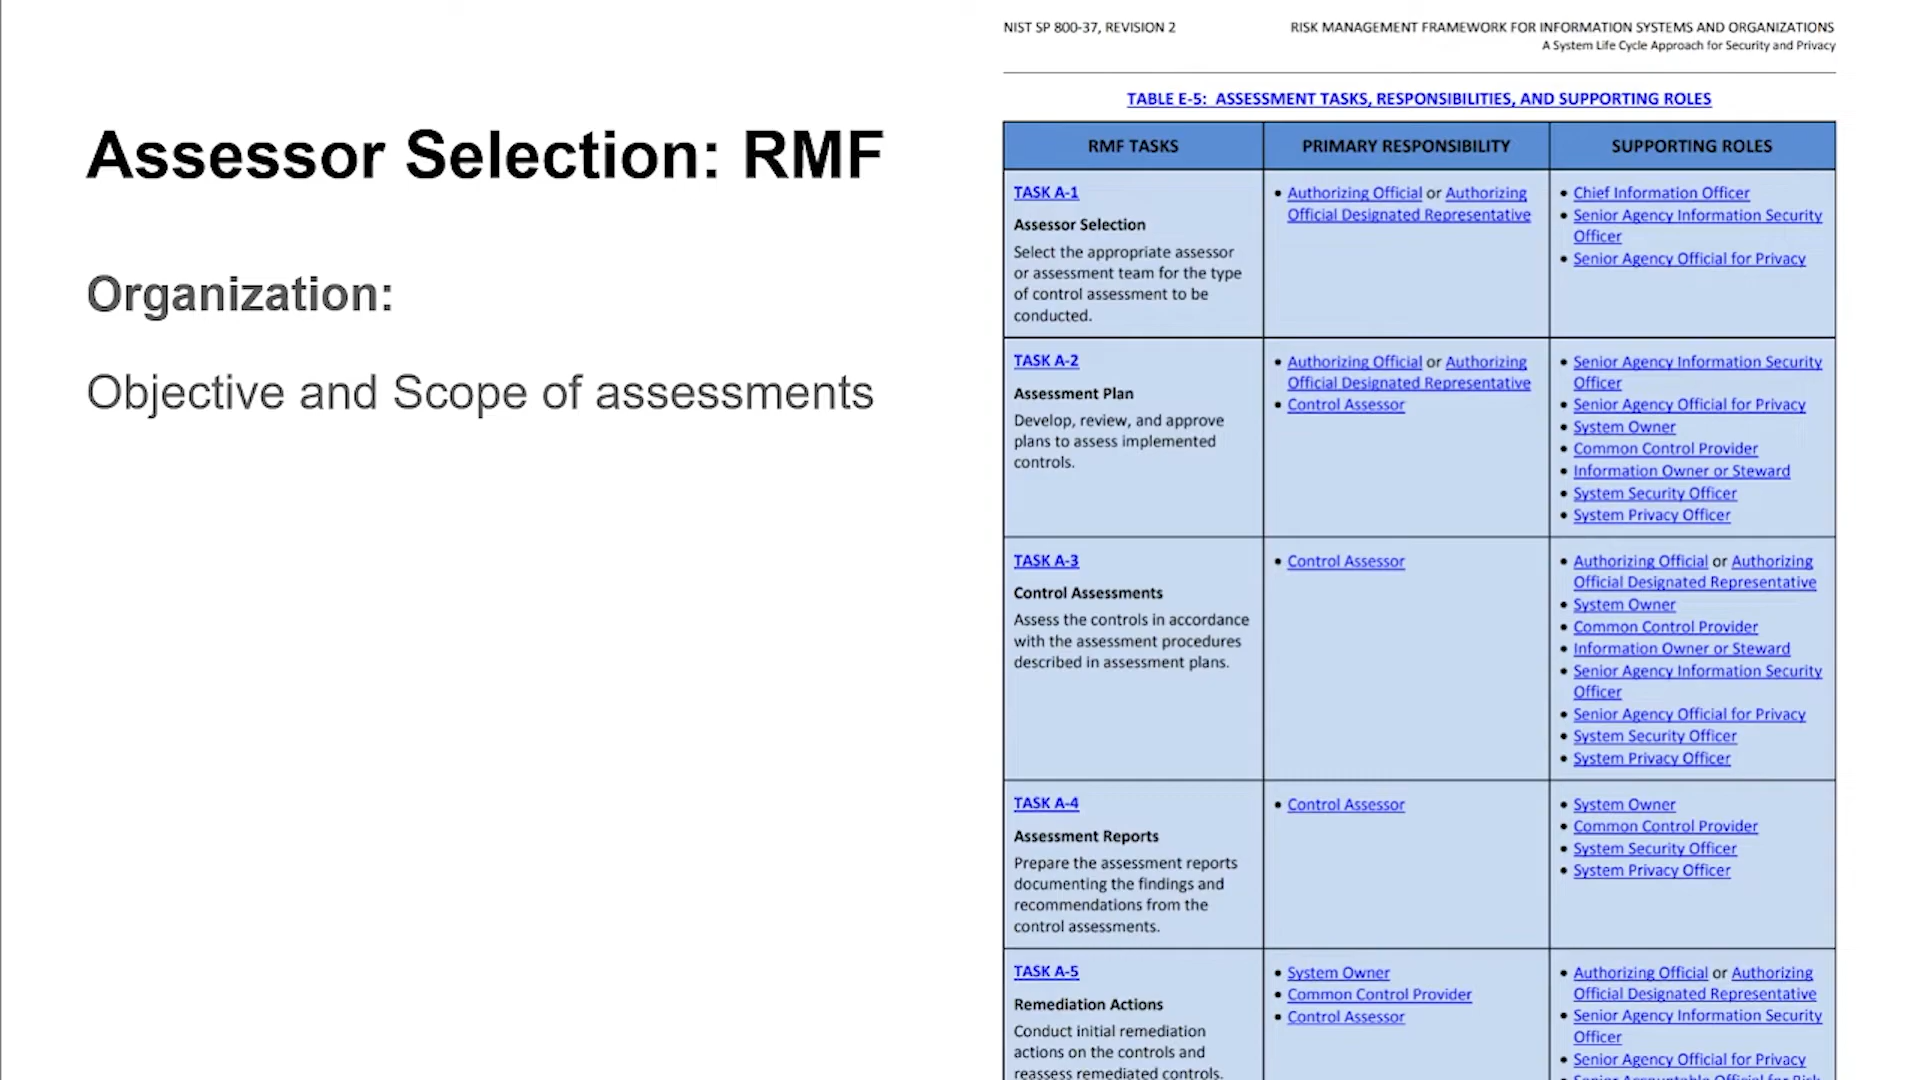 Assessor Selection: RMF
Organization:
Objective and Scope of assessments
NIST SP 800-37, REVISION 2
RISK MANAGEMENT FRAMEWORK FOR INFORMATION SYSTEMS AND ORGANIZATIONS
A System Life Cycle Approach for Security and Privacy
TABLE E-5: ASSESSMENT TASKS, RESPONSIBILITIES, AND SUPPORTING ROLES
RMF TASKS
PRIMARY RESPONSIBILITY
SUPPORTING ROLES
TASK A-1
Assessor Selection
Select the appropriate assessor
or assessment team for the type
of control assessment to be
conducted.
• Authorizing Official or Authorizing
Official Designated Representative
• Chief Information Officer
• Senior Agency Information Security
Officer
• Senior Agency Official for Privacy
TASK A-2
Assessment Plan
Develop, review, and approve
plans to assess implemented
controls.
• Authorizing Official or Authorizing
Official Designated Representative
• Control Assessor
• Senior Agency Information Security
Officer
• Senior Agency Official for Privacy
• System Owner
• Common Control Provider
• Information Owner or Steward
• System Security Officer
• System Privacy Officer
TASK A-3
Control Assessments
Assess the controls in accordance
with the assessment procedures
described in assessment plans.
• Control Assessor
• Authorizing Official or Authorizing
Official Designated Representative
• System Owner
• Common Control Provider
• Information Owner or Steward
• Senior Agency Information Security
Officer
• Senior Agency Official for Privacy
• System Security Officer
• System Privacy Officer
TASK A-4
Assessment Reports
Prepare the assessment reports
documenting the findings and
recommendations from the
control assessments.
• Control Assessor
• System Owner
• Common Control Provider
• System Security Officer
• System Privacy Officer
TASK A-5
Remediation Actions
Conduct initial remediation
actions on the controls and
reassess remediated controls.
• System Owner
• Common Control Provider
• Control Assessor
• Authorizing Official or Authorizing
Official Designated Representative
• Senior Agency Information Security
Officer
• Senior Agency Official for Privacy